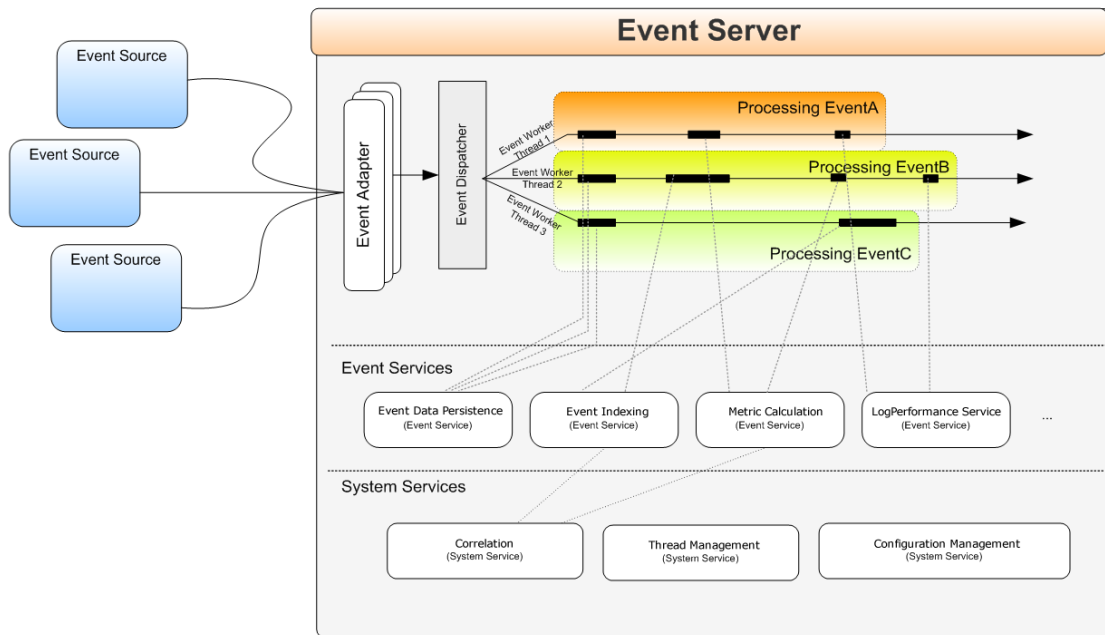 Event Server
Event Source
Event Source
Event Source
Event Adapter
Event Dispatcher
Event Worker
Thread 1
Event Worker
Thread 2
Event Worker
Thread 3
Processing EventA
Processing EventB
Processing EventC
Event Services
Event Data Persistence
(Event Service)
Event Indexing
(Event Service)
Metric Calculation
(Event Service)
LogPerformance Service
(Event Service)
...
System Services
Correlation
(System Service)
Thread Management
(System Service)
Configuration Management
(System Service)